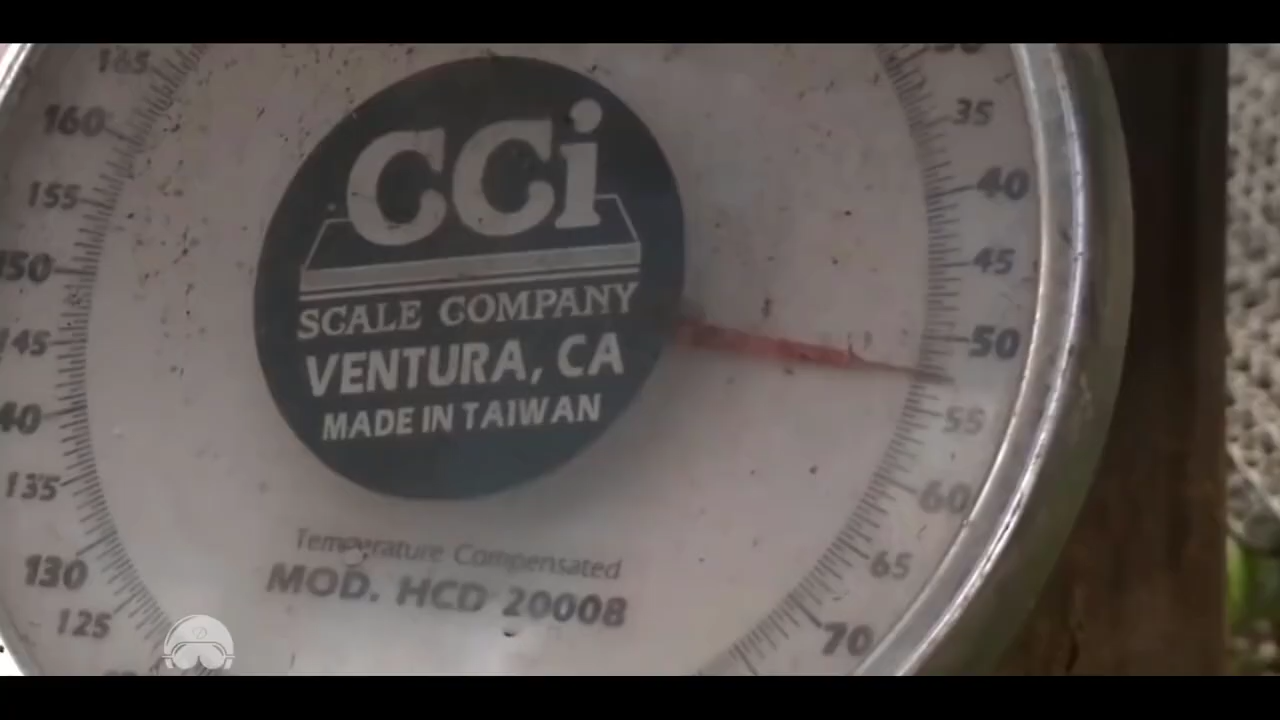 CCi
SCALE COMPANY
VENTURA, CA
MADE IN TAIWAN
Temperature Compensated
MOD. HCD 20008
165
160
155
150
145
140
135
130
125
35
40
45
50
55
60
65
70